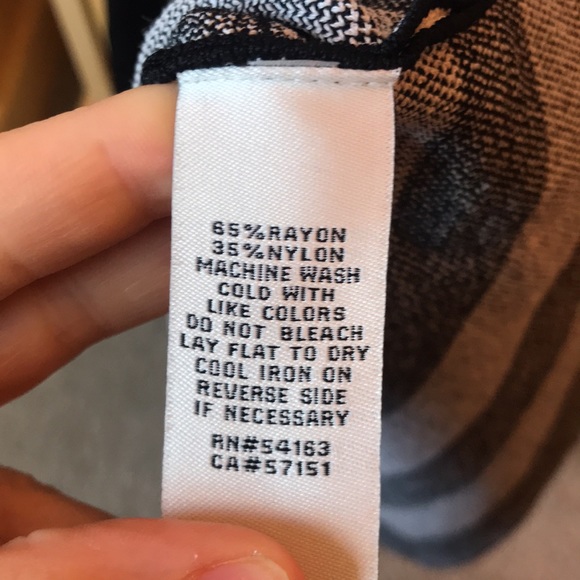 65%RAYON
35%NYLON
MACHINE WASH
COLD WITH
LIKE COLORS
DO NOT BLEACH
LAY FLAT TO DRY
COOL IRON ON
REVERSE SIDE
IF NECESSARY
RN#54163
CA#57151